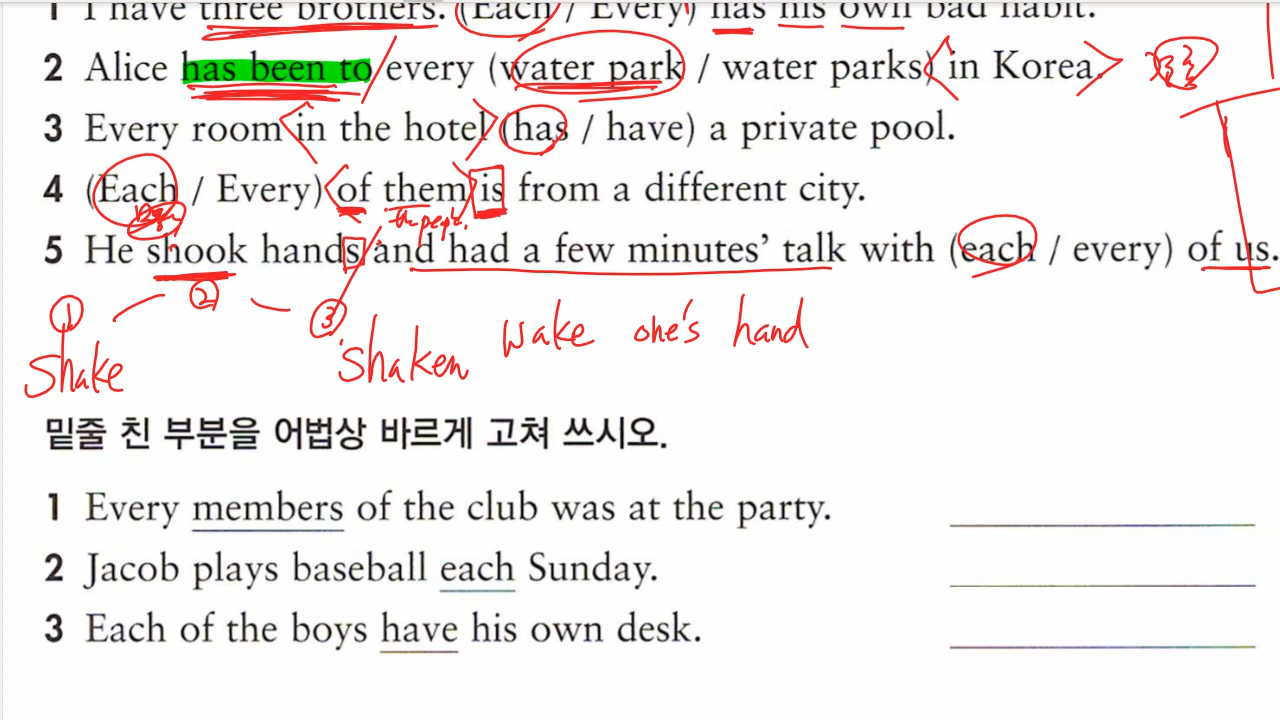 1 I have three brothers. (Each / Every) has his own bad habit.
2 Alice has been to every (water park / water parks) in Korea.
3 Every room in the hotel (has / have) a private pool.
4 (Each / Every) of them is from a different city.
5 He shook hands and had a few minutes’ talk with (each / every) of us.
① ② ③
shake shaken wake one's hand
밑줄 친 부분을 어법상 바르게 고쳐 쓰시오.
1 Every members of the club was at the party.
2 Jacob plays baseball each Sunday.
3 Each of the boys have his own desk.